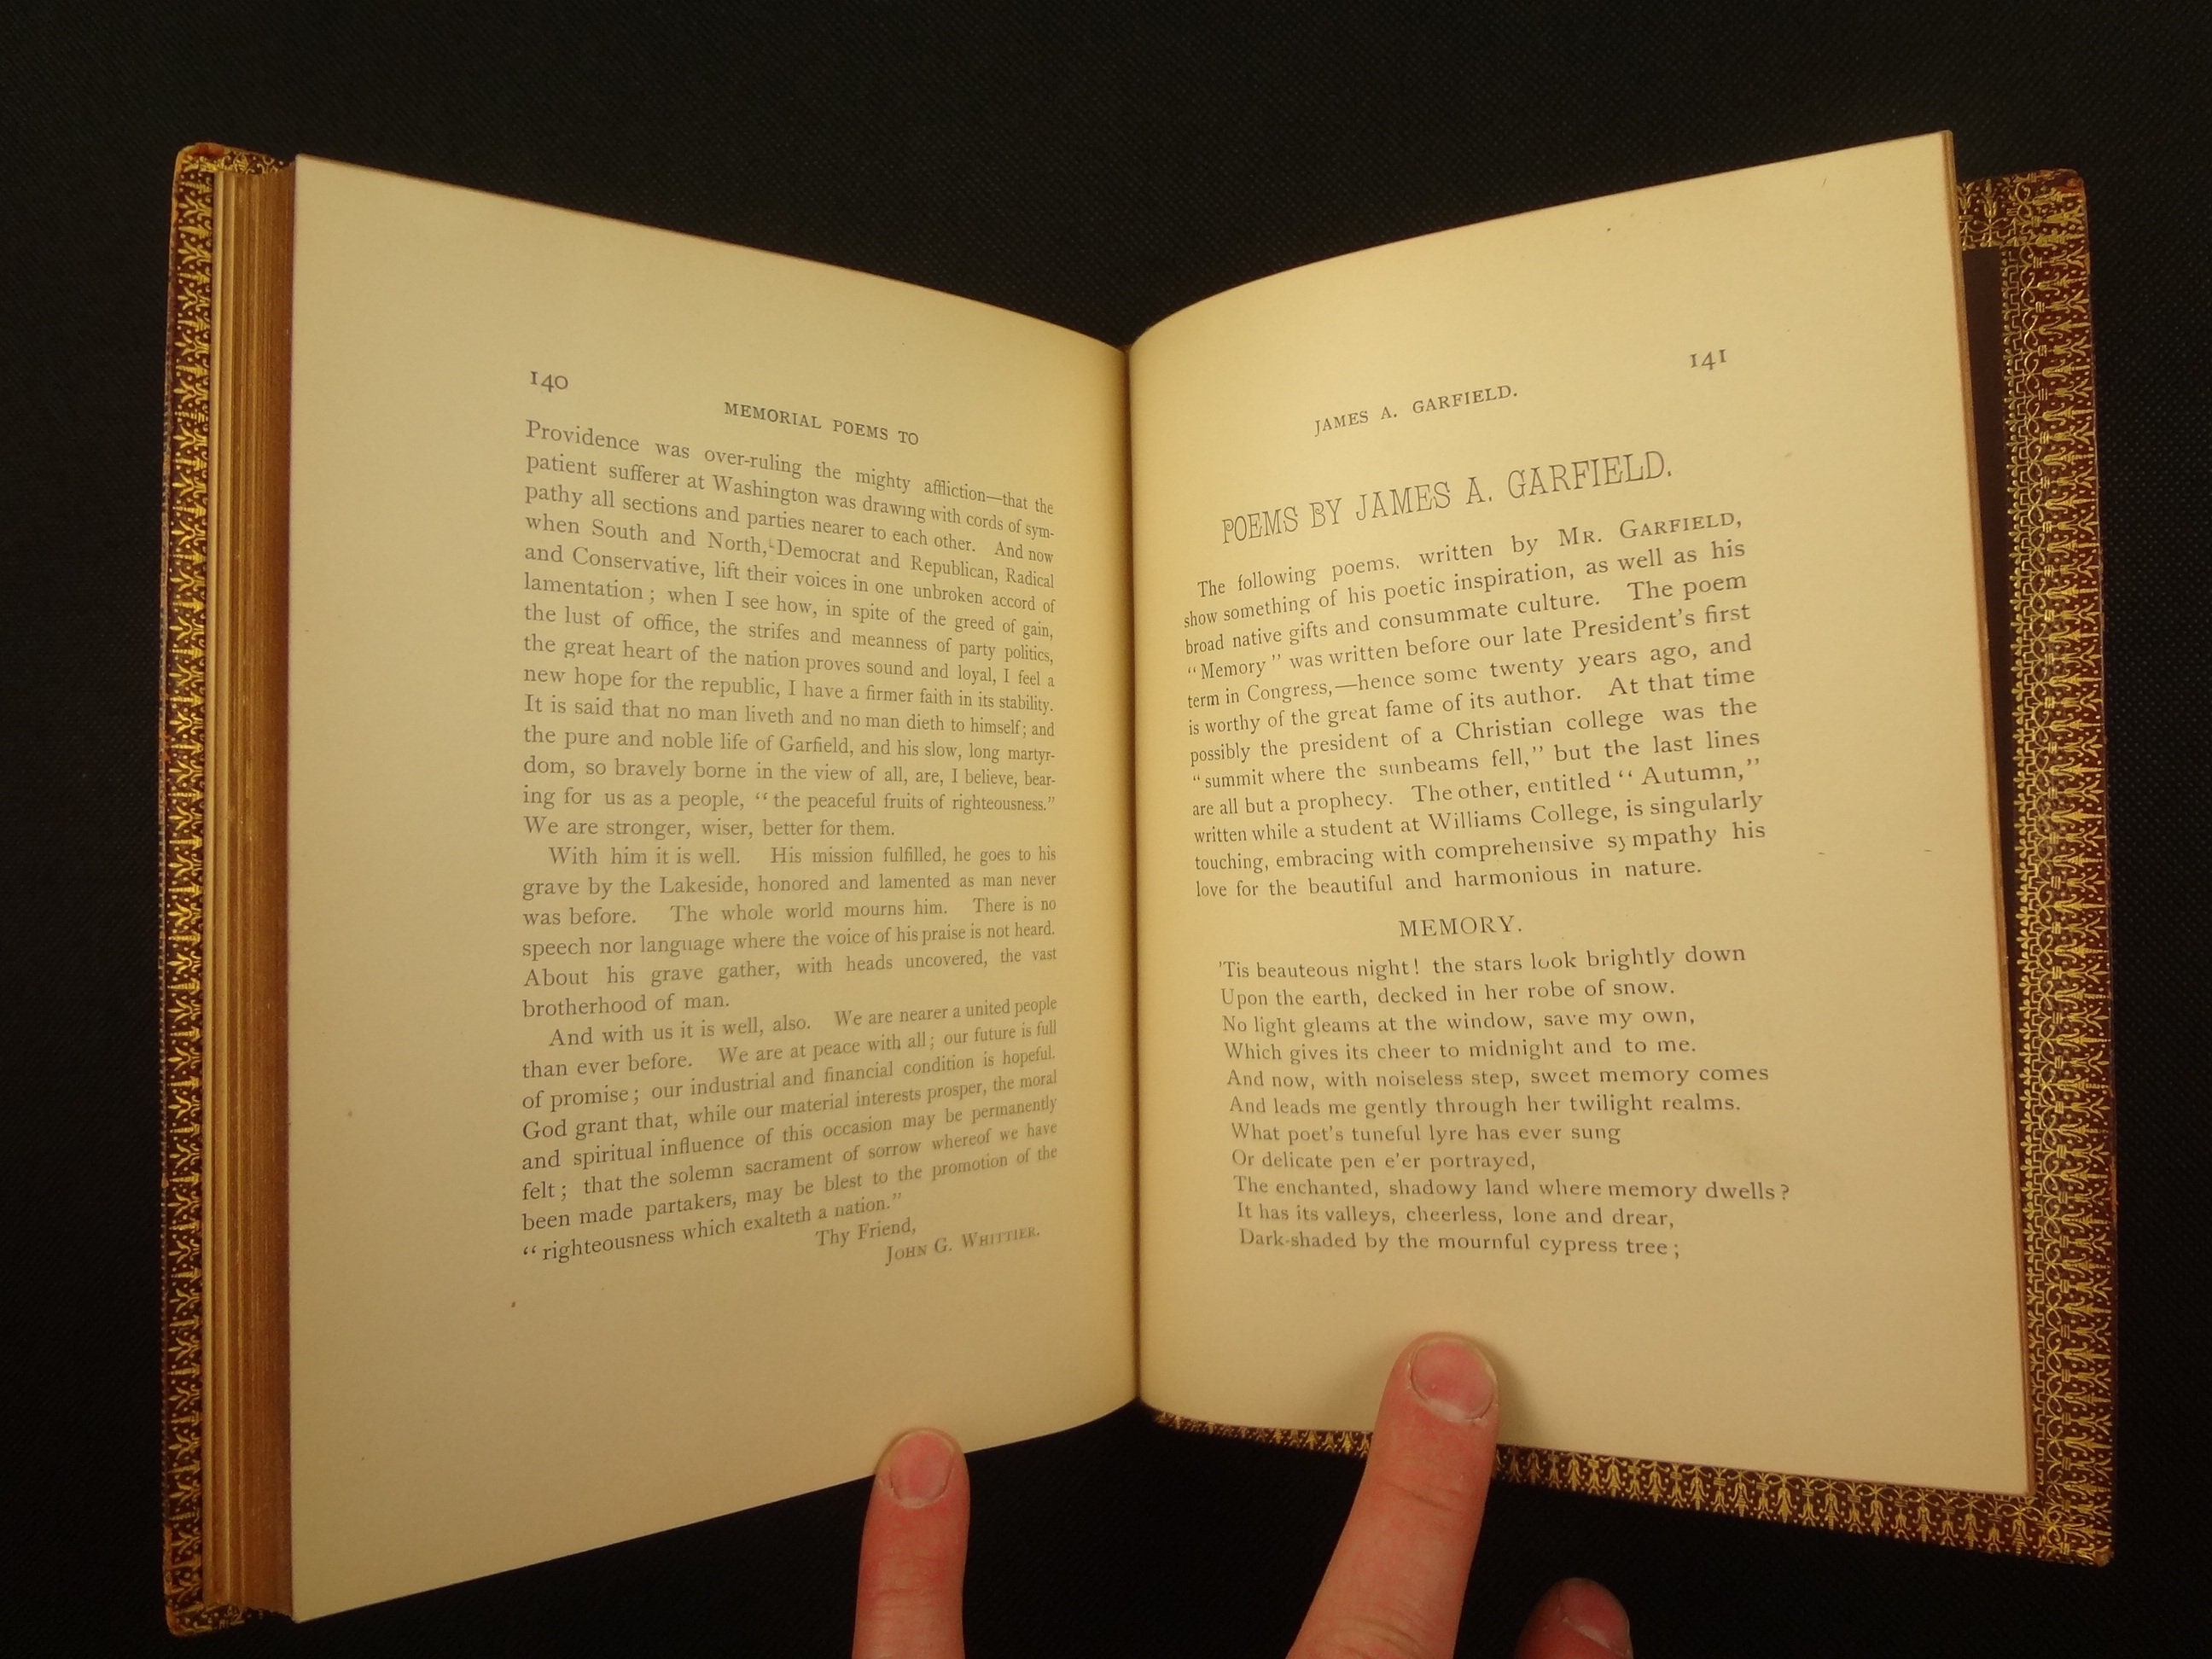 140
MEMORIAL POEMS TO
Providence was over-ruling the mighty affliction—that the
patient sufferer at Washington was drawing with cords of sym-
pathy all sections and parties nearer to each other. And now
when South and North, Democrat and Republican, Radical
and Conservative, lift their voices in one unbroken accord of
lamentation; when I see how, in spite of the greed of gain,
the lust of office, the strifes and meanness of party politics,
the great heart of the nation proves sound and loyal, I feel a
new hope for the republic, I have a firmer faith in its stability.
It is said that no man liveth and no man dieth to himself; and
the pure and noble life of Garfield, and his slow, long martyr-
dom, so bravely borne in the view of all, are, I believe, bear-
ing for us as a people, "the peaceful fruits of righteousness."
We are stronger, wiser, better for them.
With him it is well. His mission fulfilled, he goes to his
grave by the Lakeside, honored and lamented as man never
was before. The whole world mourns him. There is no
speech nor language where the voice of his praise is not heard.
About his grave gather, with heads uncovered, the vast
brotherhood of man.
And with us it is well, also. We are nearer a united people
than ever before. We are at peace with all; our future is full
of promise; our industrial and financial condition is hopeful.
God grant that, while our material interests prosper, the moral
and spiritual influence of this occasion may be permanently
felt; that the solemn sacrament of sorrow whereof we have
been made partakers, may be blest to the promotion of the
"righteousness which exalteth a nation."
Thy Friend,
JOHN G. WHITTIER.
141
JAMES A. GARFIELD.
POEMS BY JAMES A. GARFIELD.
The following poems, written by MR. GARFIELD,
show something of his poetic inspiration, as well as his
broad native gifts and consummate culture. The poem
"Memory" was written before our late President's first
term in Congress,—hence some twenty years ago, and
is worthy of the great fame of its author. At that time
possibly the president of a Christian college was the
"summit where the sunbeams fell," but the last lines
are all but a prophecy. The other, entitled "Autumn,"
written while a student at Williams College, is singularly
touching, embracing with comprehensive sympathy his
love for the beautiful and harmonious in nature.
MEMORY.
'Tis beauteous night! the stars look brightly down
Upon the earth, decked in her robe of snow.
No light gleams at the window, save my own,
Which gives its cheer to midnight and to me.
And now, with noiseless step, sweet memory comes
And leads me gently through her twilight realms.
What poet's tuneful lyre has ever sung
Or delicate pen e'er portrayed,
The enchanted, shadowy land where memory dwells?
It has its valleys, cheerless, lone and drear,
Dark-shaded by the mournful cypress tree;